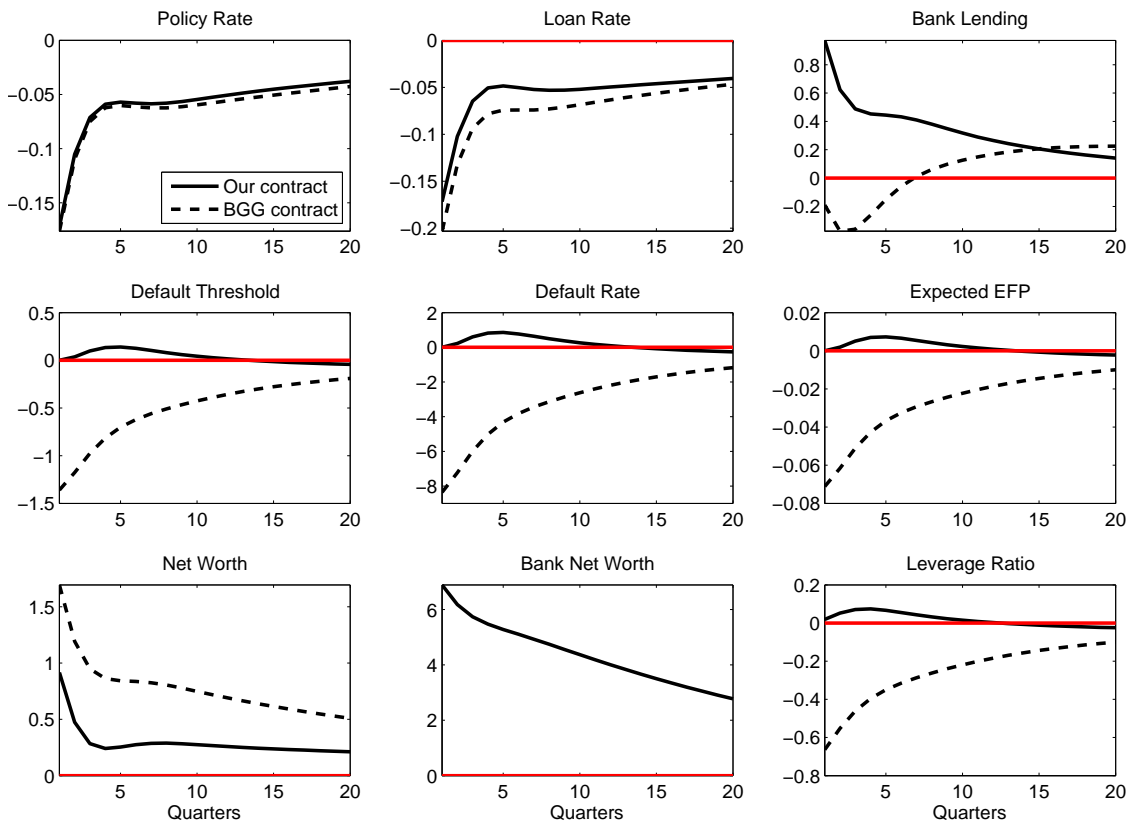 Policy Rate
0
−0.05
−0.1
−0.15
5 10 15 20
Our contract
BGG contract
Loan Rate
0
−0.05
−0.1
−0.15
−0.2
5 10 15 20
Bank Lending
0.8
0.6
0.4
0.2
0
−0.2
5 10 15 20
Default Threshold
0.5
0
−0.5
−1
−1.5
5 10 15 20
Default Rate
2
0
−2
−4
−6
−8
5 10 15 20
Expected EFP
0.02
0
−0.02
−0.04
−0.06
−0.08
5 10 15 20
Net Worth
1.5
1
0.5
0
5 10 15 20
Quarters
Bank Net Worth
6
4
2
0
5 10 15 20
Quarters
Leverage Ratio
0.2
0
−0.2
−0.4
−0.6
−0.8
5 10 15 20
Quarters